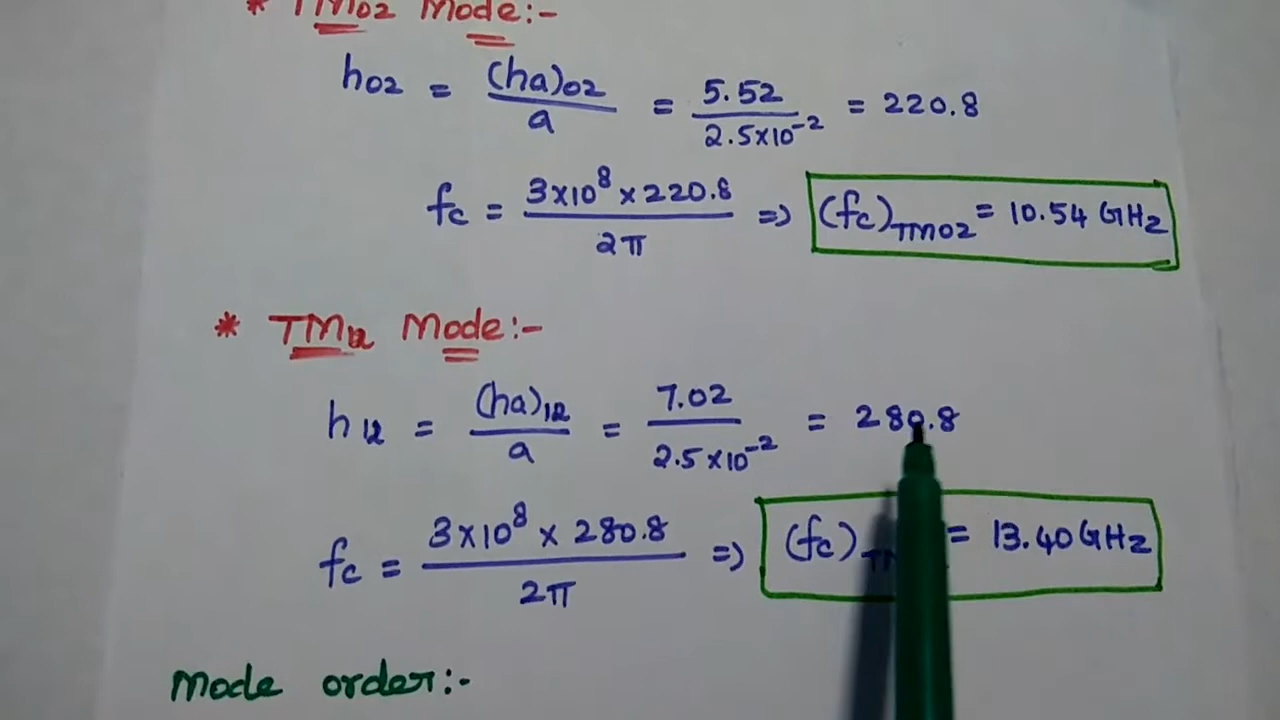 * TM02 Mode:-
h02 = (ha)02 / a = 5.52 / 2.5×10^-2 = 220.8
fc = 3×10^8 × 220.8 / 2π => (fc)TM02 = 10.54 GHz
* TM12 Mode:-
h12 = (ha)12 / a = 7.02 / 2.5×10^-2 = 280.8
fc = 3×10^8 × 280.8 / 2π => (fc) = 13.40 GHz
Mode order:-